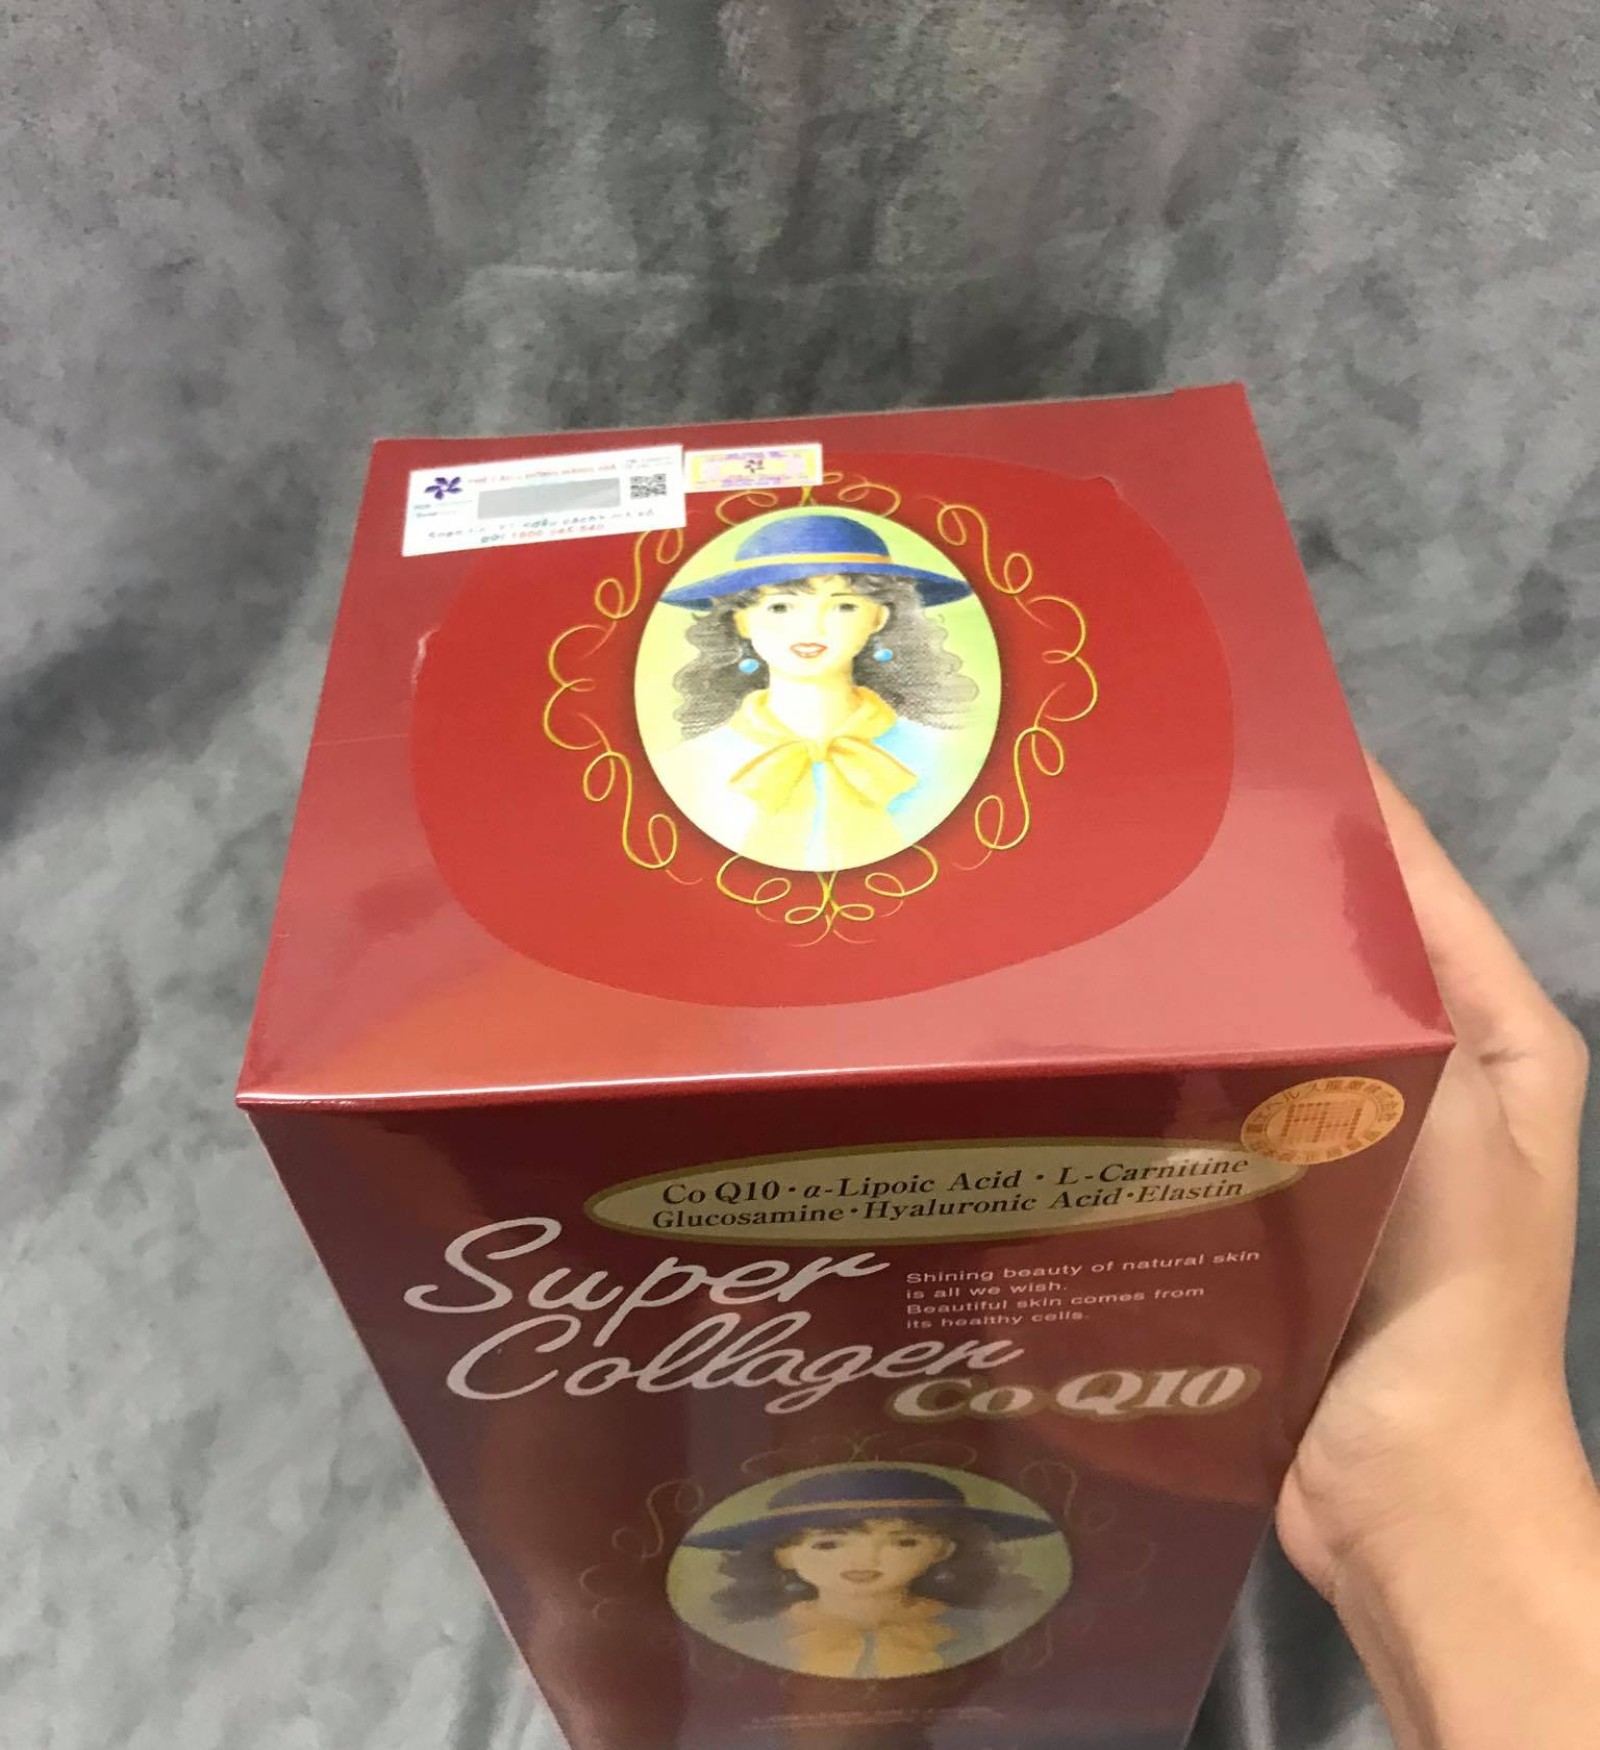 Co Q10・α-Lipoic Acid・L-Carnitine
Glucosamine・Hyaluronic Acid・Elastin
Super
Collagen
Co Q10
Shining beauty of natural skin
is all we wish.
Beautiful skin comes from
its healthy cells.